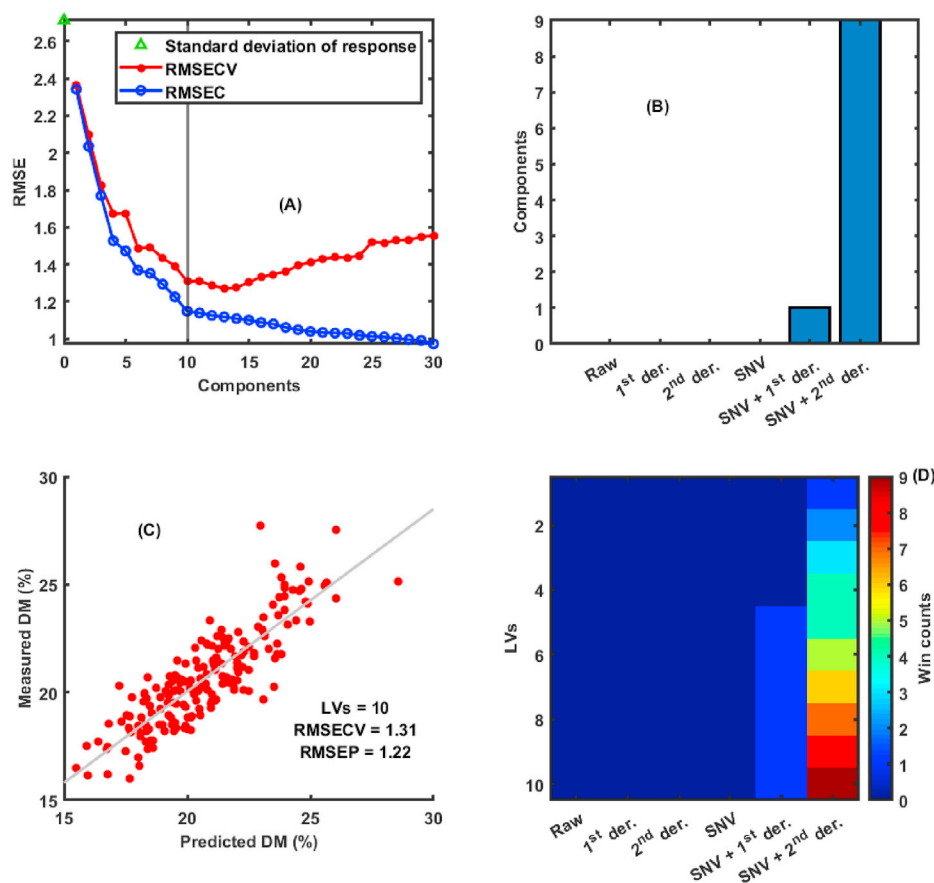 2.6
2.4
2.2
2
1.8
1.6
1.4
1.2
1
RMSE
Standard deviation of response
RMSECV
RMSEC
(A)
0 5 10 15 20 25 30
Components
9
8
7
6
5
4
3
2
1
0
Components
(B)
Raw
1st der.
2nd der.
SNV
SNV + 1st der.
SNV + 2nd der.
30
25
20
15
Measured DM (%)
(C)
LVs = 10
RMSECV = 1.31
RMSEP = 1.22
15 20 25 30
Predicted DM (%)
2
4
6
8
10
LVs
Raw
1st der.
2nd der.
SNV
SNV + 1st der.
SNV + 2nd der.
9
8
7
6
5
4
3
2
1
0
Win counts
(D)